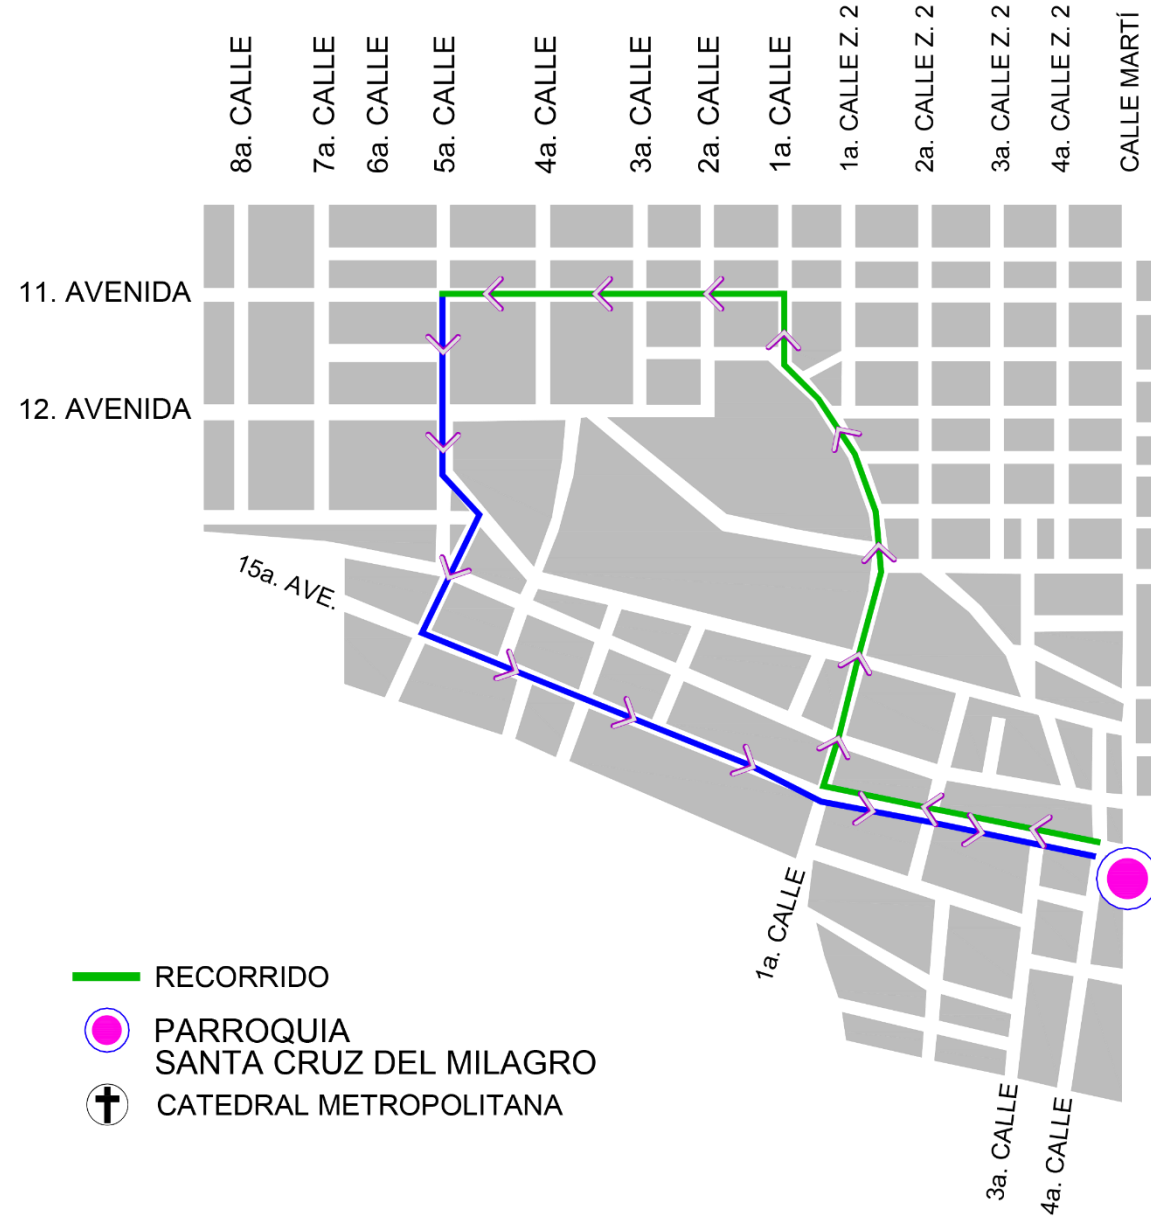 8a. CALLE
7a. CALLE
6a. CALLE
5a. CALLE
4a. CALLE
3a. CALLE
2a. CALLE
1a. CALLE
1a. CALLE Z. 2
2a. CALLE Z. 2
3a. CALLE Z. 2
4a. CALLE Z. 2
CALLE MARTÍ
11. AVENIDA
12. AVENIDA
15a. AVE.
1a. CALLE
RECORRIDO
PARROQUIA
SANTA CRUZ DEL MILAGRO
CATEDRAL METROPOLITANA
3a. CALLE
4a. CALLE